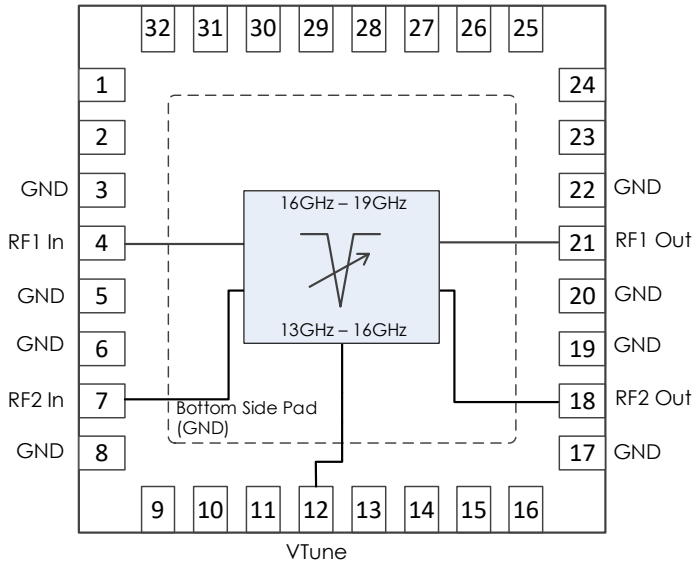 32 31 30 29 28 27 26 25
1 24
2 23
GND 3 22 GND
16GHz – 19GHz
RF1 In 4 21 RF1 Out
GND 5 20 GND
13GHz – 16GHz
GND 6 19 GND
RF2 In 7 18 RF2 Out
Bottom Side Pad
(GND)
GND 8 17 GND
9 10 11 12 13 14 15 16
VTune